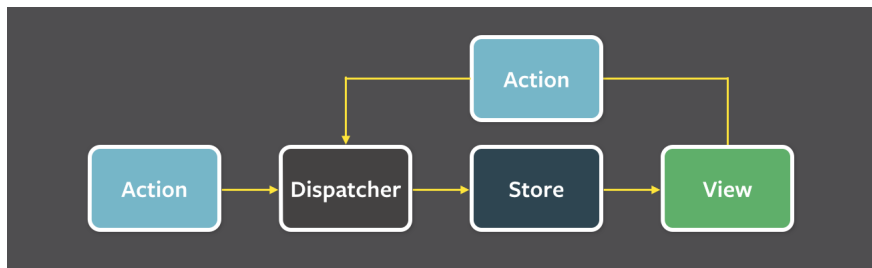 Action
Action
Dispatcher
Store
View